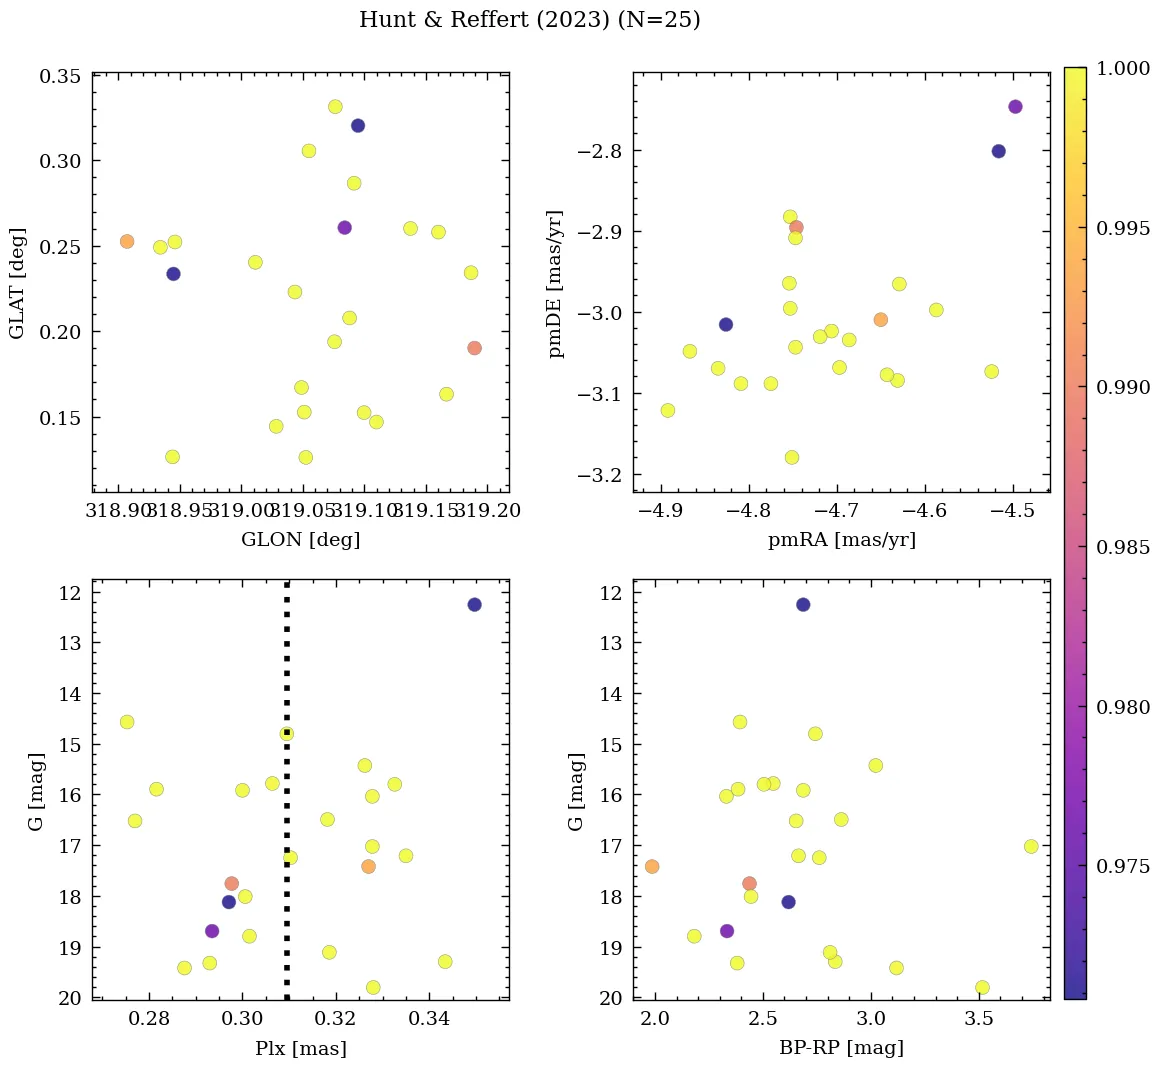 Hunt & Reffert (2023) (N=25)
0.35
0.30
0.25
0.20
0.15
GLAT [deg]
318.90 318.95 319.00 319.05 319.10 319.15 319.20
GLON [deg]
−2.8
−2.9
−3.0
−3.1
−3.2
pmDE [mas/yr]
−4.9 −4.8 −4.7 −4.6 −4.5
pmRA [mas/yr]
12
13
14
15
16
17
18
19
20
G [mag]
0.28 0.30 0.32 0.34
Plx [mas]
12
13
14
15
16
17
18
19
20
G [mag]
2.0 2.5 3.0 3.5
BP-RP [mag]
1.000
0.995
0.990
0.985
0.980
0.975